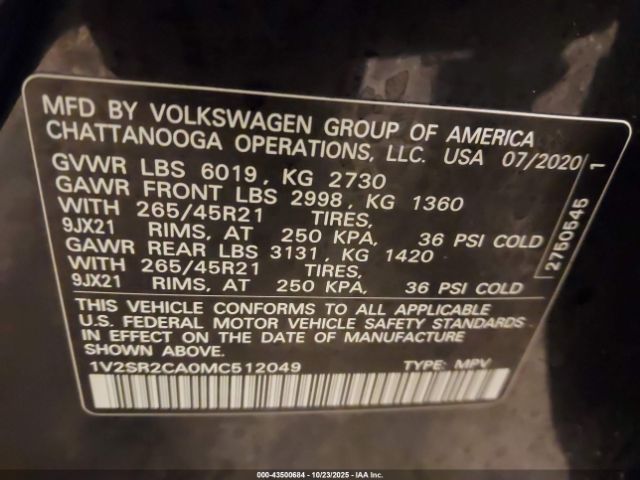 MFD BY VOLKSWAGEN GROUP OF AMERICA
CHATTANOOGA OPERATIONS, LLC. USA 07/2020
GVWR LBS 6019, KG 2730
GAWR FRONT LBS 2998, KG 1360
WITH 265/45R21 TIRES,
9JX21 RIMS, AT 250 KPA, 36 PSI COLD
GAWR REAR LBS 3131, KG 1420
WITH 265/45R21 TIRES,
9JX21 RIMS, AT 250 KPA, 36 PSI COLD
THIS VEHICLE CONFORMS TO ALL APPLICABLE
U.S. FEDERAL MOTOR VEHICLE SAFETY STANDARDS
IN EFFECT ON THE DATE OF MANUFACTURE
1V2SR2CA0MC512049 TYPE: MPV
2750545 1
000-43500684 - 10/23/2025 - IAA Inc.